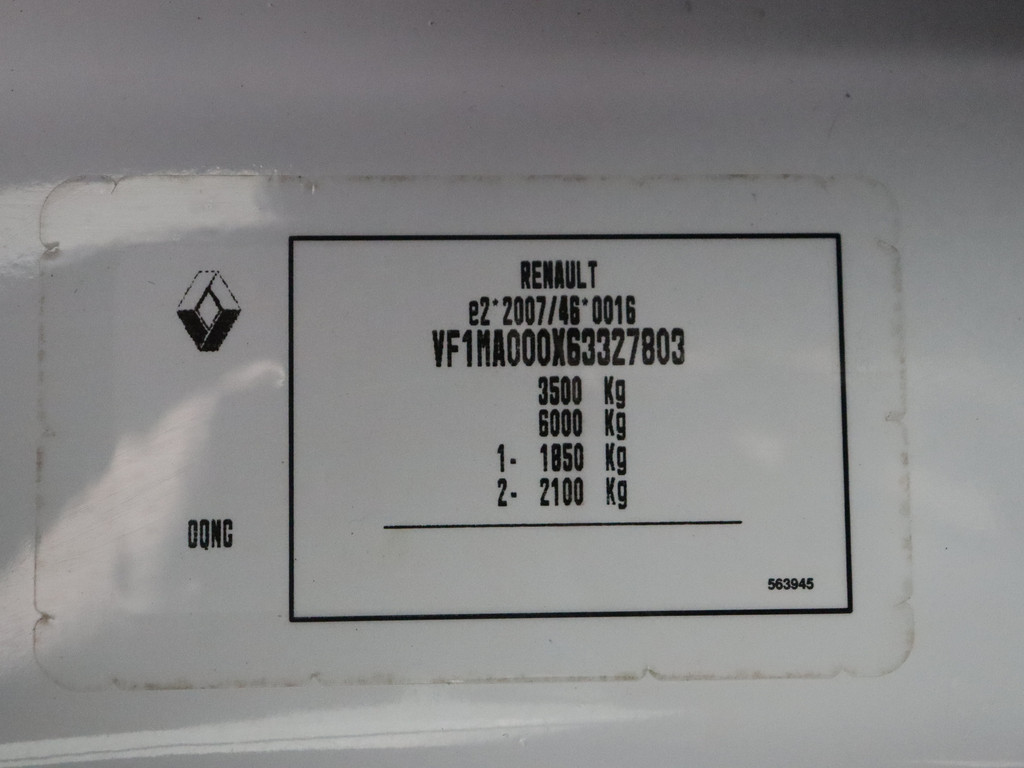 RENAULT
e2*2007/46*0016
VF1MA000X63327803
3500 Kg
6000 Kg
1- 1850 Kg
2- 2100 Kg
OQNG
563945